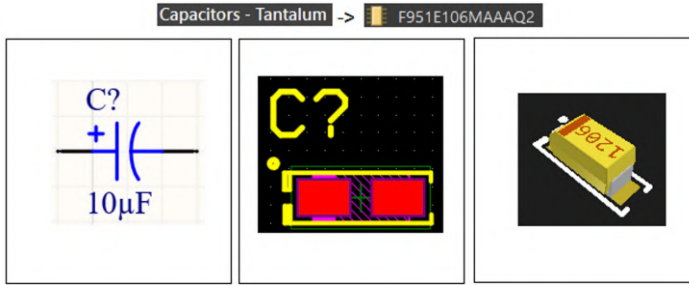 Capacitors - Tantalum -> F951E106MAAAQ2
C?
+
10µF
C?
1206